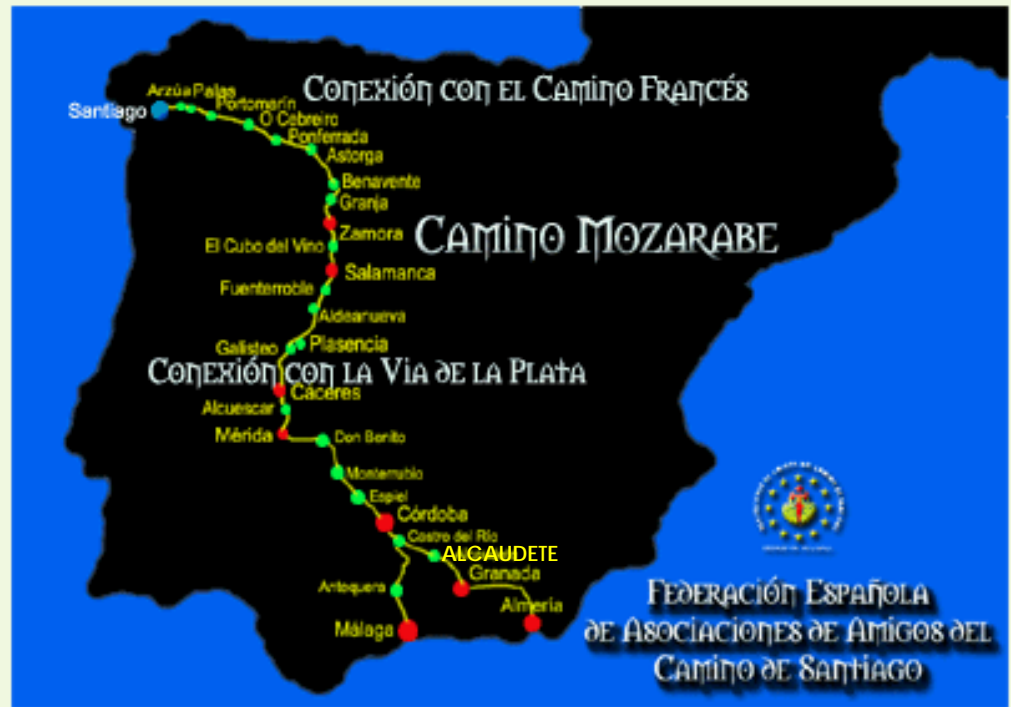 Conexión con el Camino Francés
Arzúa Palas
Santiago
Portomarín
O Cebreiro
Ponferrada
Astorga
Benavente
Granja
Zamora
Camino Mozarabe
El Cubo del Vino
Salamanca
Fuenterroble
Aldeanueva
Galisteo
Plasencia
Conexión con la Via de la Plata
Cáceres
Alcuescar
Mérida
Don Benito
Monterrubio
Espiel
Córdoba
Castro del Río
ALCAUDETE
Granada
Antequera
Almería
Málaga
Federación Española
de Asociaciones de Amigos del
Camino de Santiago